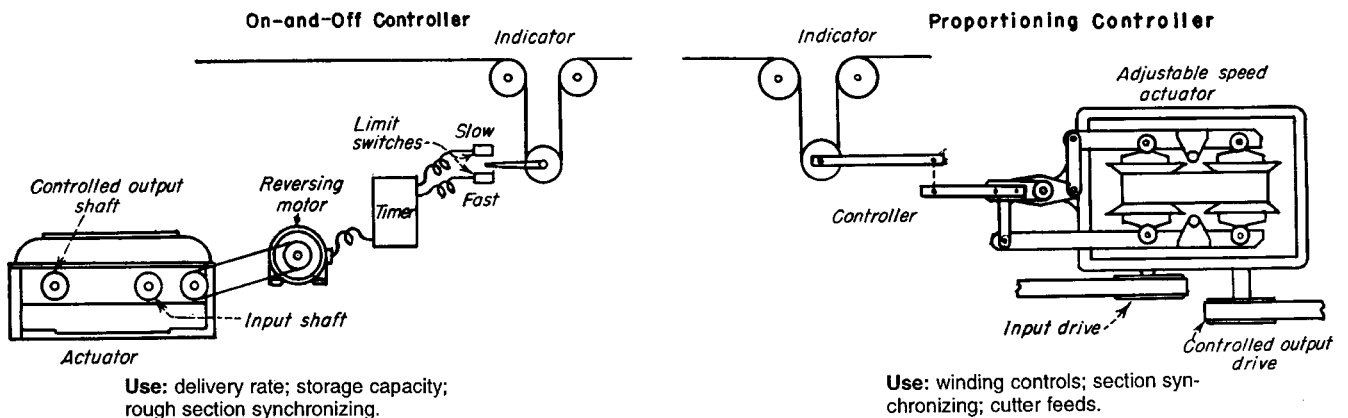 On-and-Off Controller
Indicator
Limit
switches
Slow
Fast
Timer
Reversing
motor
Controlled output
shaft
Input shaft
Actuator
Use: delivery rate; storage capacity;
rough section synchronizing.
Proportioning Controller
Indicator
Adjustable speed
actuator
Controller
Input drive
Controlled output
drive
Use: winding controls; section syn-
chronizing; cutter feeds.